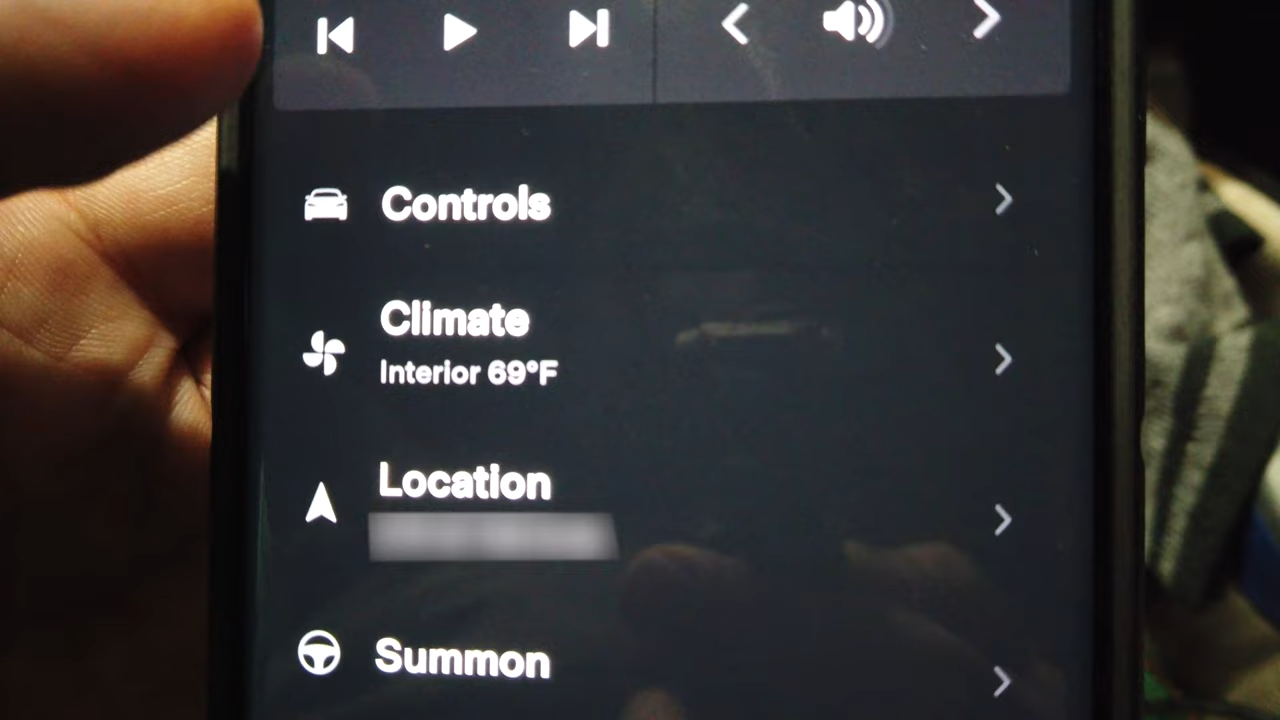 Controls
Climate
Interior 69°F
Location
Summon